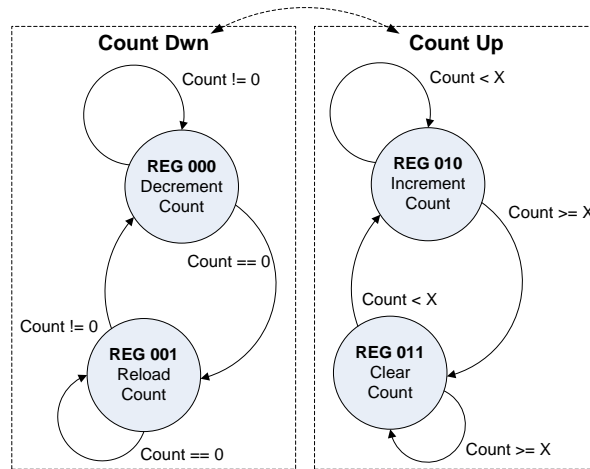 Count Dwn
Count != 0
REG 000
Decrement
Count
Count == 0
Count != 0
REG 001
Reload
Count
Count == 0
Count Up
Count < X
REG 010
Increment
Count
Count >= X
Count < X
REG 011
Clear
Count
Count >= X